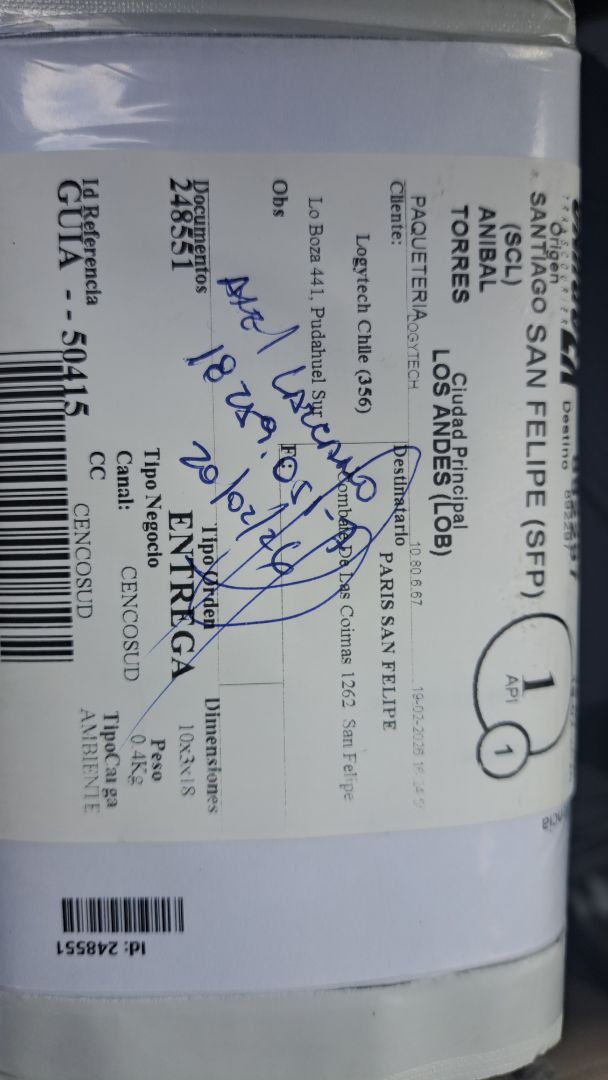 Origen
Destino
SANTIAGO SAN FELIPE (SFP)
(SCL)
ANIBAL
TORRES
Ciudad Principal
LOS ANDES (LOB)
1
API
1
PAQUETERIA
10.80.6.67
19-02-2026
Cliente:
Destinatario
PARIS SAN FELIPE
Logytech Chile (356)
Lo Boza 441, Pudahuel Sur
De Las Coimas 1262 San Felipe
Obs
20/02/26
Documentos
248551
Tipo Orden
ENTREGA
Dimensiones
10x3x18
Tipo Negocio
CENCOSUD
Peso
0.4Kg
Canal:
CC
CENCOSUD
TipoCarga
AMBIENTE
Id Referencia
GUIA - - 50415
Id: 248551